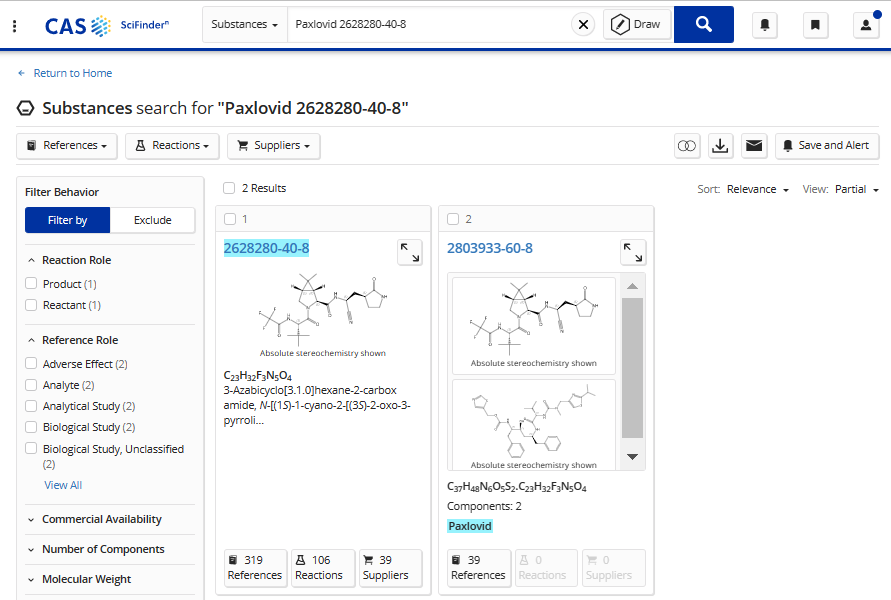 CAS SciFinderⁿ
Substances
Paxlovid 2628280-40-8
Draw
Return to Home
Substances search for "Paxlovid 2628280-40-8"
References
Reactions
Suppliers
Save and Alert
Filter Behavior
Filter by
Exclude
Reaction Role
Product (1)
Reactant (1)
Reference Role
Adverse Effect (2)
Analyte (2)
Analytical Study (2)
Biological Study (2)
Biological Study, Unclassified
(2)
View All
Commercial Availability
Number of Components
Molecular Weight
2 Results
Sort: Relevance
View: Partial
1
2628280-40-8
Absolute stereochemistry shown
C₂₃H₃₂F₃N₅O₄
3-Azabicyclo[3.1.0]hexane-2-carbox
amide, N-[(1S)-1-cyano-2-[(3S)-2-oxo-3-
pyrroli...
319
References
106
Reactions
39
Suppliers
2
2803933-60-8
Absolute stereochemistry shown
Absolute stereochemistry shown
C₃₇H₄₈N₆O₅S₂.C₂₃H₃₂F₃N₅O₄
Components: 2
Paxlovid
39
References
0
Reactions
0
Suppliers